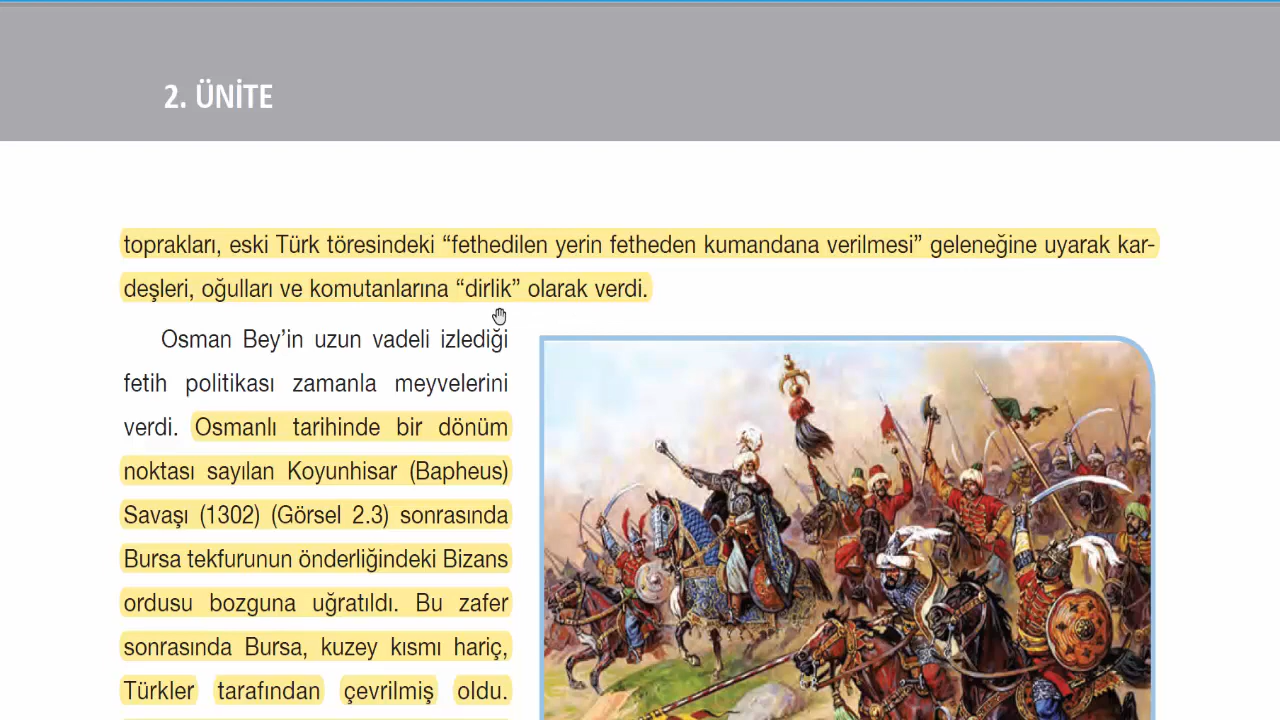 2. ÜNİTE
toprakları, eski Türk töresindeki “fethedilen yerin fetheden kumandana verilmesi” geleneğine uyarak kar-
deşleri, oğulları ve komutanlarına “dirlik” olarak verdi.
Osman Bey’in uzun vadeli izlediği
fetih politikası zamanla meyvelerini
verdi. Osmanlı tarihinde bir dönüm
noktası sayılan Koyunhisar (Bapheus)
Savaşı (1302) (Görsel 2.3) sonrasında
Bursa tekfurunun önderliğindeki Bizans
ordusu bozguna uğratıldı. Bu zafer
sonrasında Bursa, kuzey kısmı hariç,
Türkler tarafından çevrilmiş oldu.